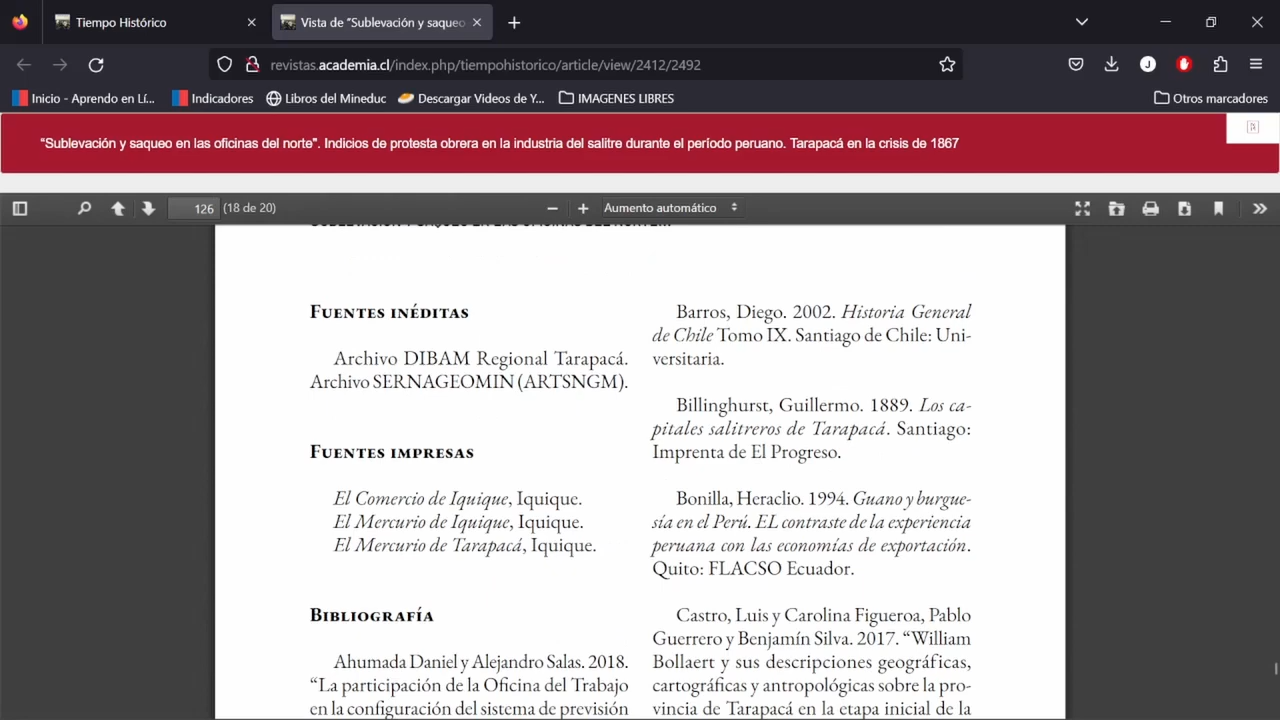 Tiempo Histórico
Vista de “Sublevación y saqueo
revistas.academia.cl/index.php/tiempohistorico/article/view/2412/2492
Inicio - Aprendo en Lí...
Indicadores
Libros del Mineduc
Descargar Videos de Y...
IMAGENES LIBRES
Otros marcadores
“Sublevación y saqueo en las oficinas del norte”. Indicios de protesta obrera en la industria del salitre durante el período peruano. Tarapacá en la crisis de 1867
126
(18 de 20)
Aumento automático
Fuentes inéditas
Archivo DIBAM Regional Tarapacá.
Archivo SERNAGEOMIN (ARTSNGM).
Fuentes impresas
El Comercio de Iquique, Iquique.
El Mercurio de Iquique, Iquique.
El Mercurio de Tarapacá, Iquique.
Bibliografía
Ahumada Daniel y Alejandro Salas. 2018.
“La participación de la Oficina del Trabajo
en la configuración del sistema de previsión
Barros, Diego. 2002. Historia General
de Chile Tomo IX. Santiago de Chile: Uni-
versitaria.
Billinghurst, Guillermo. 1889. Los ca-
pitales salitreros de Tarapacá. Santiago:
Imprenta de El Progreso.
Bonilla, Heraclio. 1994. Guano y burgue-
sía en el Perú. EL contraste de la experiencia
peruana con las economías de exportación.
Quito: FLACSO Ecuador.
Castro, Luis y Carolina Figueroa, Pablo
Guerrero y Benjamín Silva. 2017. “William
Bollaert y sus descripciones geográficas,
cartográficas y antropológicas sobre la pro-
vincia de Tarapacá en la etapa inicial de la